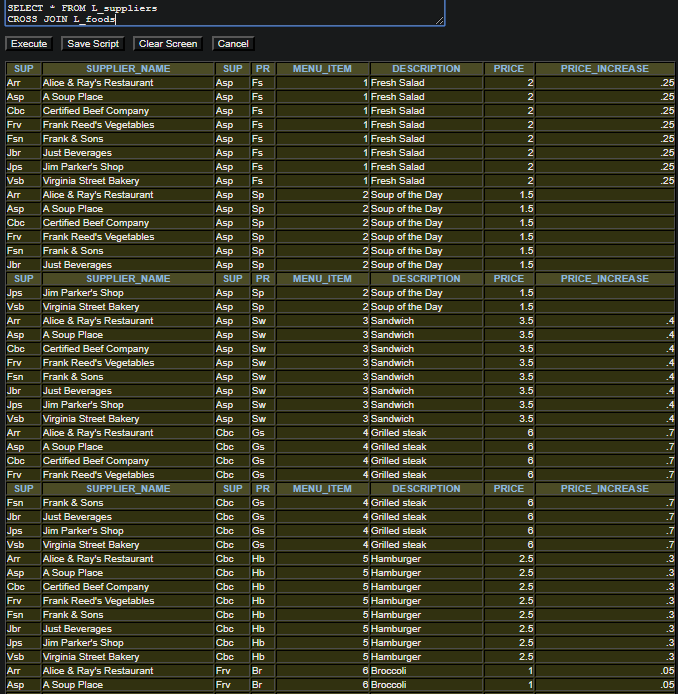 SELECT * FROM L_suppliers
CROSS JOIN L_foods
Execute Save Script Clear Screen Cancel
SUP SUPPLIER_NAME SUP PR MENU_ITEM DESCRIPTION PRICE PRICE_INCREASE
Arr Alice & Ray's Restaurant Asp Fs 1 Fresh Salad 2 .25
Asp A Soup Place Asp Fs 1 Fresh Salad 2 .25
Cbc Certified Beef Company Asp Fs 1 Fresh Salad 2 .25
Frv Frank Reed's Vegetables Asp Fs 1 Fresh Salad 2 .25
Fsn Frank & Sons Asp Fs 1 Fresh Salad 2 .25
Jbr Just Beverages Asp Fs 1 Fresh Salad 2 .25
Jps Jim Parker's Shop Asp Fs 1 Fresh Salad 2 .25
Vsb Virginia Street Bakery Asp Fs 1 Fresh Salad 2 .25
Arr Alice & Ray's Restaurant Asp Sp 2 Soup of the Day 1.5
Asp A Soup Place Asp Sp 2 Soup of the Day 1.5
Cbc Certified Beef Company Asp Sp 2 Soup of the Day 1.5
Frv Frank Reed's Vegetables Asp Sp 2 Soup of the Day 1.5
Fsn Frank & Sons Asp Sp 2 Soup of the Day 1.5
Jbr Just Beverages Asp Sp 2 Soup of the Day 1.5
SUP SUPPLIER_NAME SUP PR MENU_ITEM DESCRIPTION PRICE PRICE_INCREASE
Jps Jim Parker's Shop Asp Sp 2 Soup of the Day 1.5
Vsb Virginia Street Bakery Asp Sp 2 Soup of the Day 1.5
Arr Alice & Ray's Restaurant Asp Sw 3 Sandwich 3.5 .4
Asp A Soup Place Asp Sw 3 Sandwich 3.5 .4
Cbc Certified Beef Company Asp Sw 3 Sandwich 3.5 .4
Frv Frank Reed's Vegetables Asp Sw 3 Sandwich 3.5 .4
Fsn Frank & Sons Asp Sw 3 Sandwich 3.5 .4
Jbr Just Beverages Asp Sw 3 Sandwich 3.5 .4
Jps Jim Parker's Shop Asp Sw 3 Sandwich 3.5 .4
Vsb Virginia Street Bakery Asp Sw 3 Sandwich 3.5 .4
Arr Alice & Ray's Restaurant Cbc Gs 4 Grilled steak 6 .7
Asp A Soup Place Cbc Gs 4 Grilled steak 6 .7
Cbc Certified Beef Company Cbc Gs 4 Grilled steak 6 .7
Frv Frank Reed's Vegetables Cbc Gs 4 Grilled steak 6 .7
SUP SUPPLIER_NAME SUP PR MENU_ITEM DESCRIPTION PRICE PRICE_INCREASE
Fsn Frank & Sons Cbc Gs 4 Grilled steak 6 .7
Jbr Just Beverages Cbc Gs 4 Grilled steak 6 .7
Jps Jim Parker's Shop Cbc Gs 4 Grilled steak 6 .7
Vsb Virginia Street Bakery Cbc Gs 4 Grilled steak 6 .7
Arr Alice & Ray's Restaurant Cbc Hb 5 Hamburger 2.5 .3
Asp A Soup Place Cbc Hb 5 Hamburger 2.5 .3
Cbc Certified Beef Company Cbc Hb 5 Hamburger 2.5 .3
Frv Frank Reed's Vegetables Cbc Hb 5 Hamburger 2.5 .3
Fsn Frank & Sons Cbc Hb 5 Hamburger 2.5 .3
Jbr Just Beverages Cbc Hb 5 Hamburger 2.5 .3
Jps Jim Parker's Shop Cbc Hb 5 Hamburger 2.5 .3
Vsb Virginia Street Bakery Cbc Hb 5 Hamburger 2.5 .3
Arr Alice & Ray's Restaurant Frv Br 6 Broccoli 1 .05
Asp A Soup Place Frv Br 6 Broccoli 1 .05